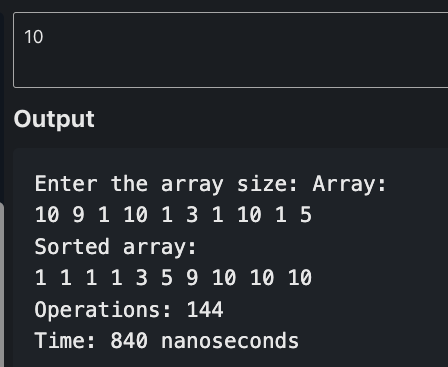 10
Output
Enter the array size: Array:
10 9 1 10 1 3 1 10 1 5
Sorted array:
1 1 1 1 3 5 9 10 10 10
Operations: 144
Time: 840 nanoseconds